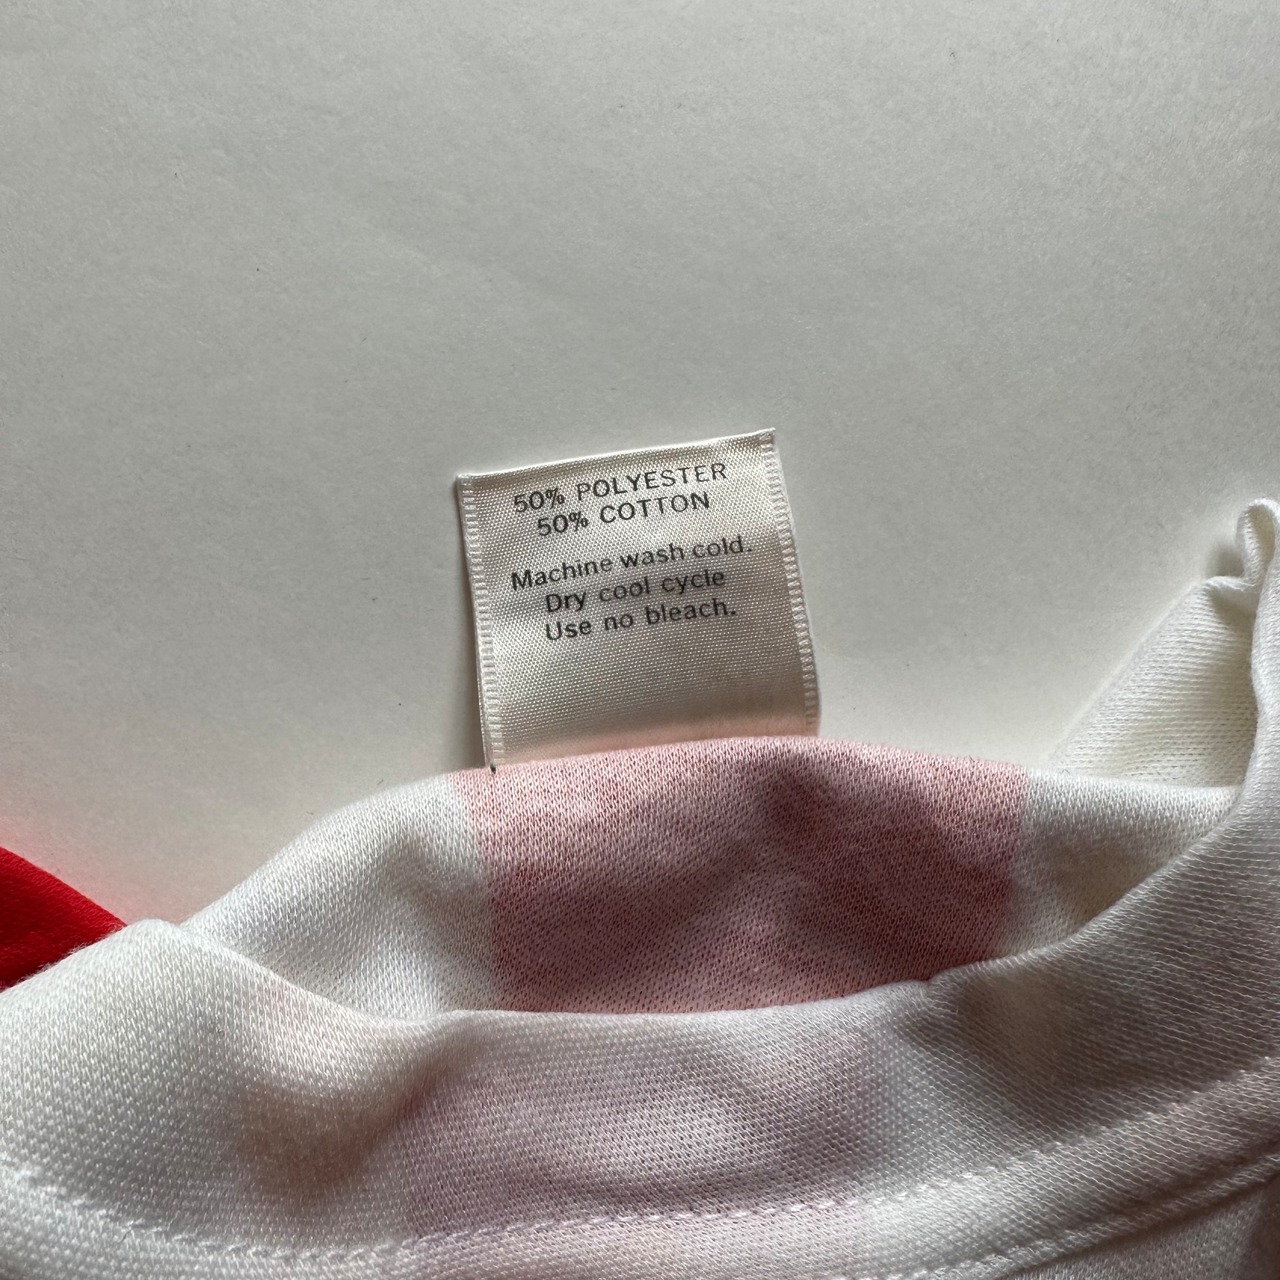 50% POLYESTER
50% COTTON
Machine wash cold.
Dry cool cycle
Use no bleach.